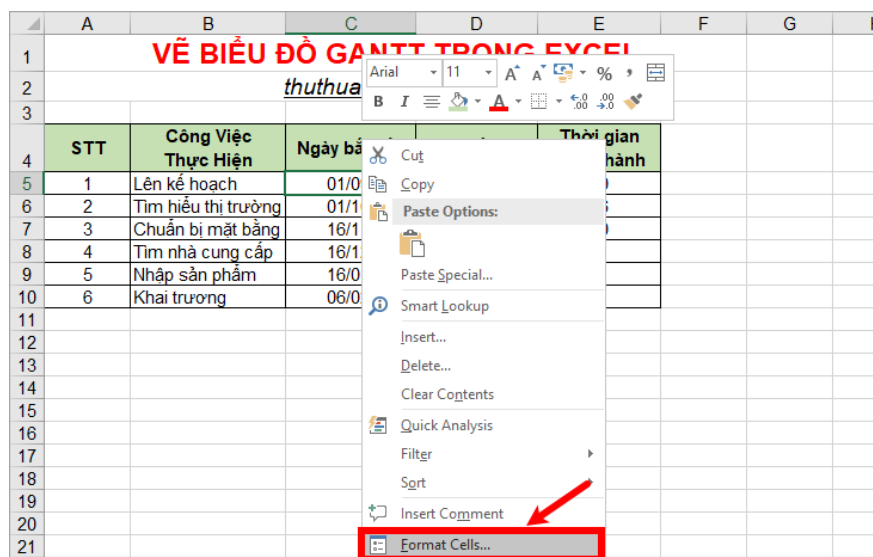 A B C D E F G
1 VẼ BIỂU ĐỒ GANTT TRONG EXCEL
2 thuthua
3
Arial 11 A A % ,
B I A .00 .0 .00
4 STT Công Việc Thực Hiện Ngày bắ Thời gian hành
5 1 Lên kế hoạch 01/0
6 2 Tìm hiểu thị trường 01/1
7 3 Chuẩn bị mặt bằng 16/1
8 4 Tìm nhà cung cấp 16/1
9 5 Nhập sản phẩm 16/0
10 6 Khai trương 06/0
11
12
13
14
15
16
17
18
19
20
21
Cut
Copy
Paste Options:
Paste Special...
Smart Lookup
Insert...
Delete...
Clear Contents
Quick Analysis
Filter
Sort
Insert Comment
Format Cells...